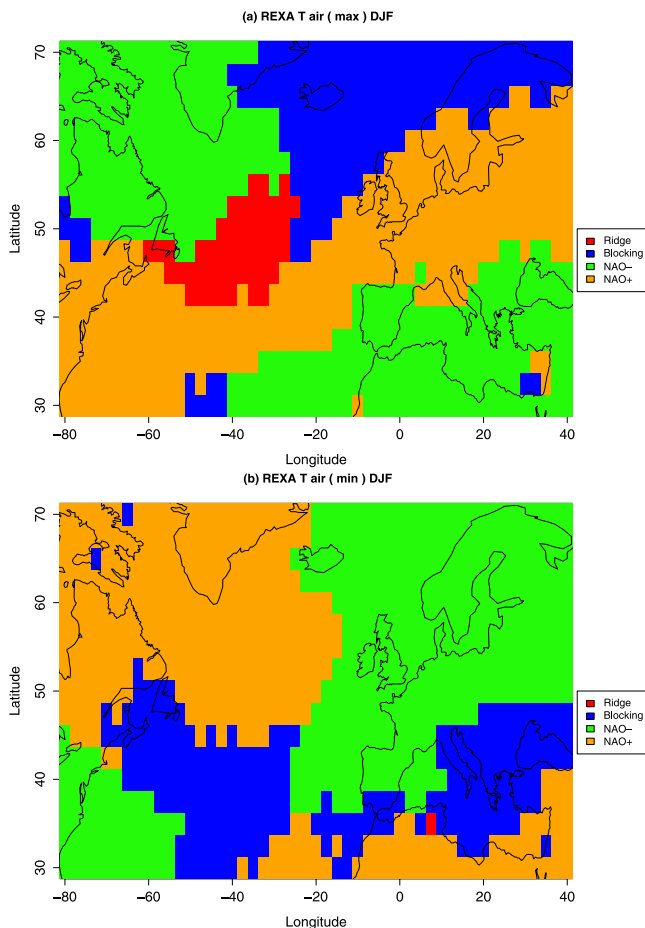 (a) REXA T air ( max ) DJF
70
60
50
40
30
Latitude
−80 −60 −40 −20 0 20 40
Longitude
Ridge
Blocking
NAO−
NAO+
(b) REXA T air ( min ) DJF
70
60
50
40
30
Latitude
−80 −60 −40 −20 0 20 40
Longitude
Ridge
Blocking
NAO−
NAO+